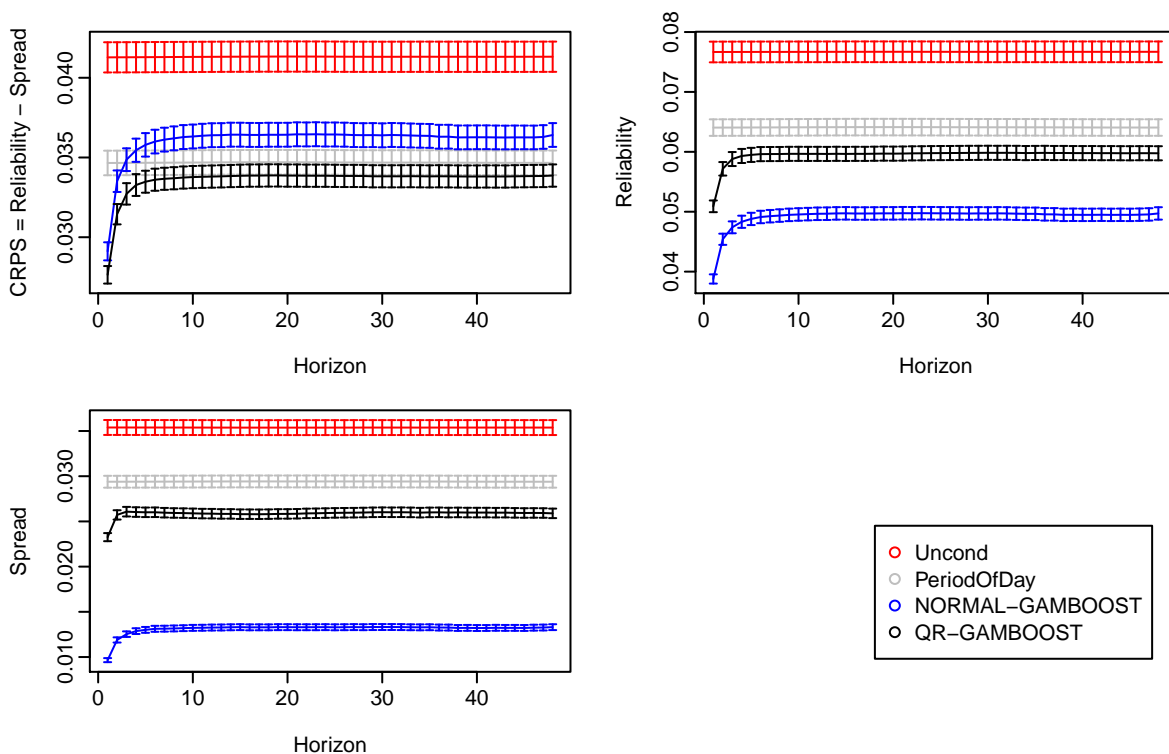 CRPS = Reliability − Spread
0.040
0.035
0.030
0 10 20 30 40
Horizon
Reliability
0.08
0.07
0.06
0.05
0.04
0 10 20 30 40
Horizon
Spread
0.030
0.020
0.010
0 10 20 30 40
Horizon
Uncond
PeriodOfDay
NORMAL−GAMBOOST
QR−GAMBOOST